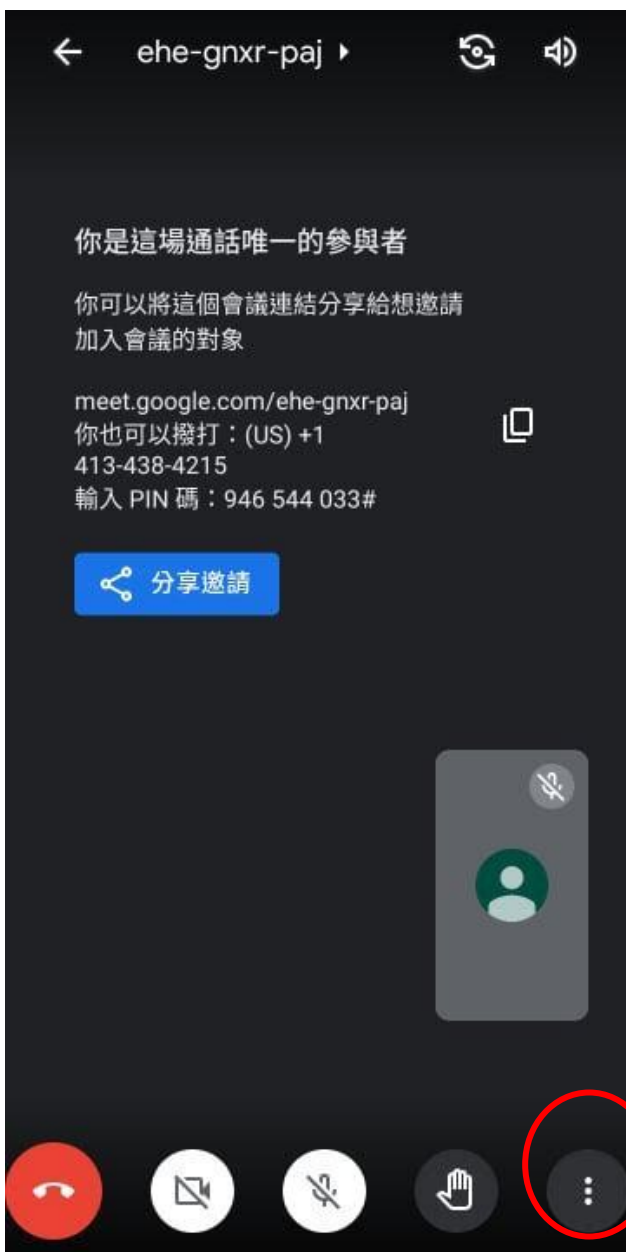 ehe-gnxr-paj
你是這場通話唯一的參與者
你可以將這個會議連結分享給想邀請
加入會議的對象
meet.google.com/ehe-gnxr-paj
你也可以撥打：(US) +1
413-438-4215
輸入 PIN 碼：946 544 033#
分享邀請